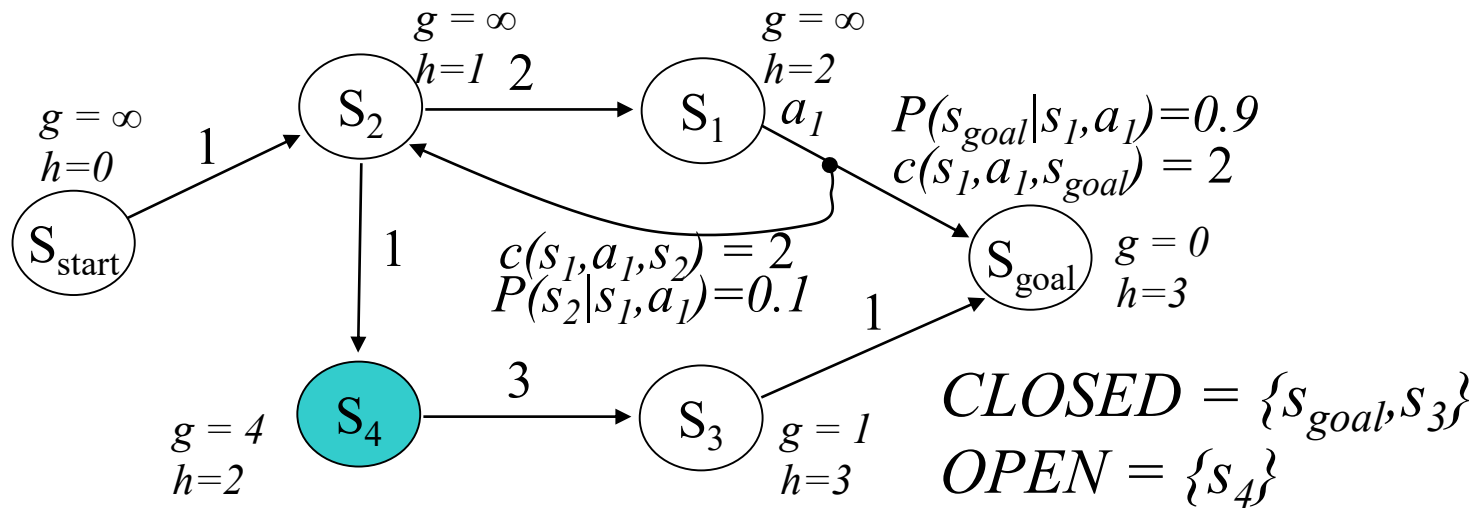 g = ∞
h=1
2
g = ∞
h=2
S2
S1
a1
P(sgoal|s1,a1)=0.9
c(s1,a1,sgoal) = 2
g = ∞
h=0
1
Sstart
1
c(s1,a1,s2) = 2
P(s2|s1,a1)=0.1
Sgoal
g = 0
h=3
1
3
S4
S3
g = 4
h=2
g = 1
h=3
CLOSED = {sgoal,s3}
OPEN = {s4}